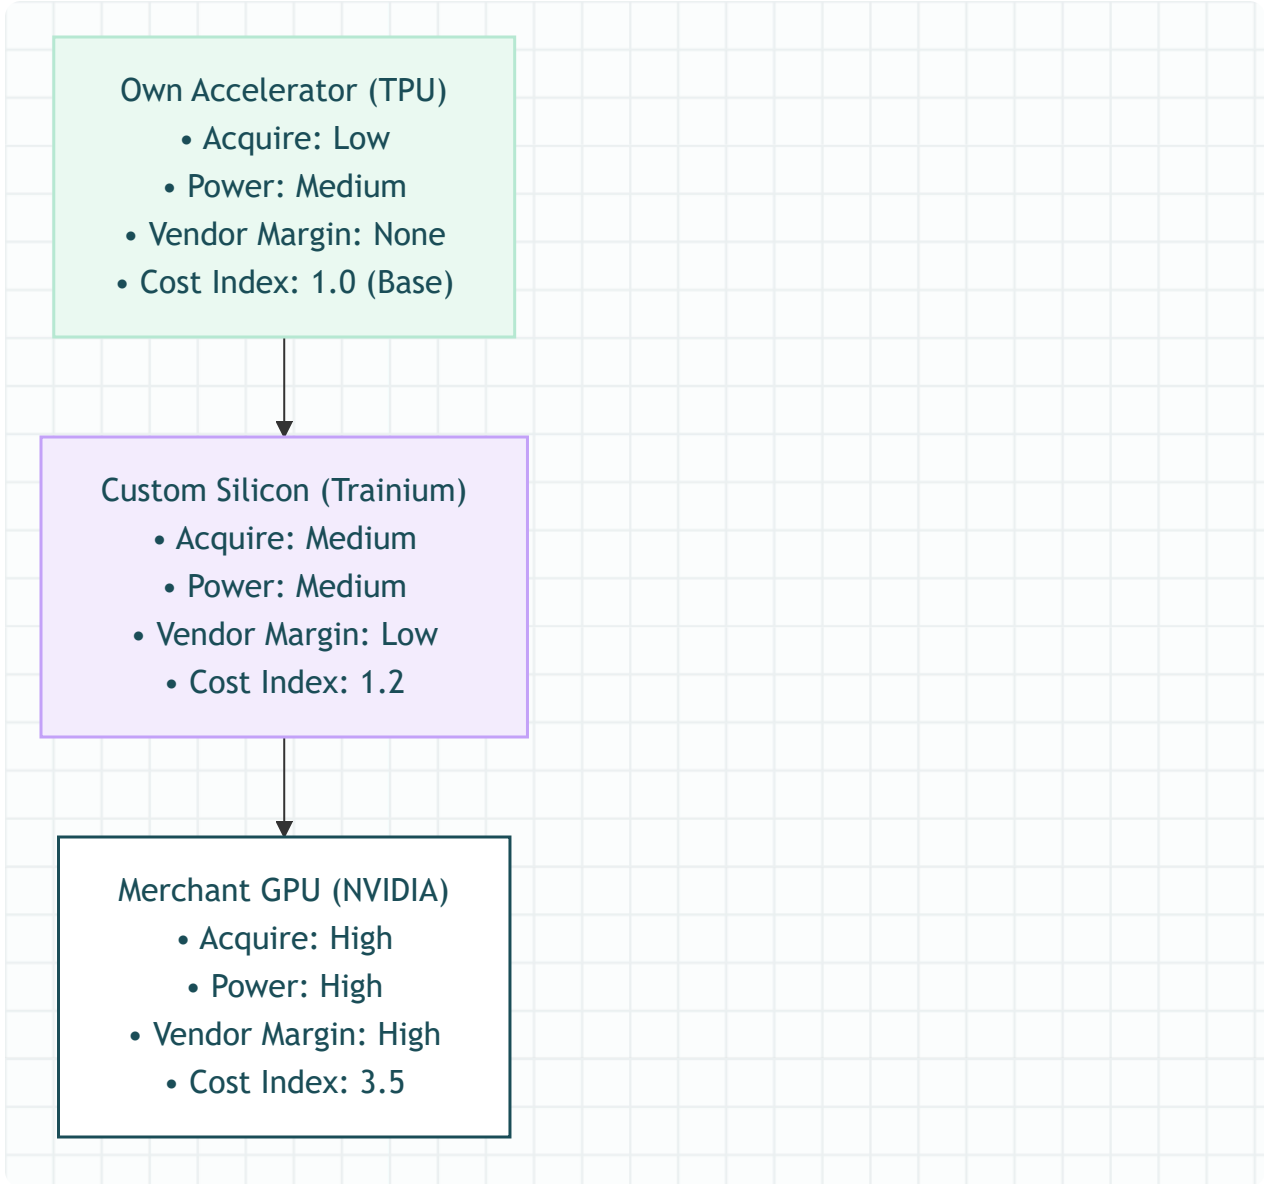 Own Accelerator (TPU)
• Acquire: Low
• Power: Medium
• Vendor Margin: None
• Cost Index: 1.0 (Base)
Custom Silicon (Trainium)
• Acquire: Medium
• Power: Medium
• Vendor Margin: Low
• Cost Index: 1.2
Merchant GPU (NVIDIA)
• Acquire: High
• Power: High
• Vendor Margin: High
• Cost Index: 3.5